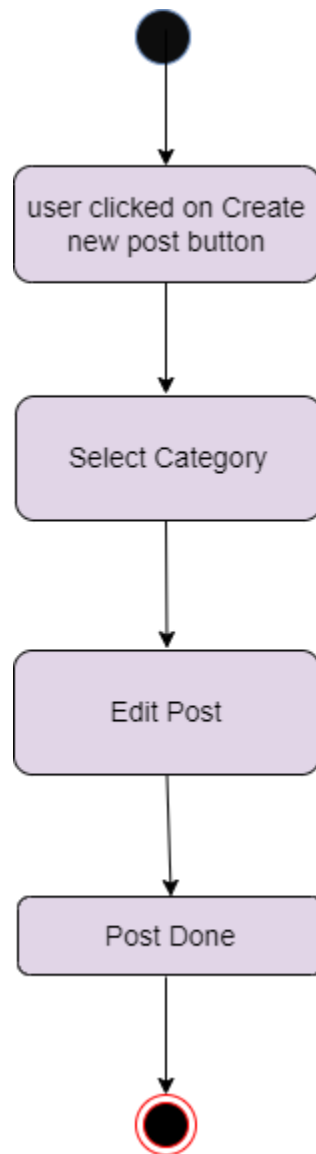 user clicked on Create
new post button
Select Category
Edit Post
Post Done